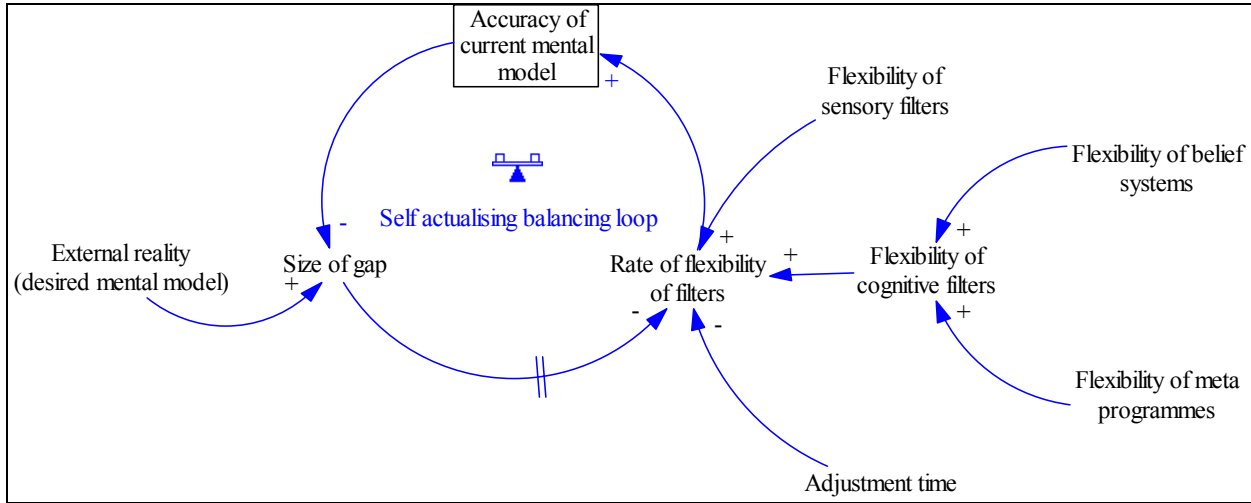 Accuracy of
current mental
model
+
Flexibility of
sensory filters
Flexibility of belief
systems
-
Self actualising balancing loop
External reality
(desired mental model)
+
Size of gap
+
Rate of flexibility
of filters
+
+
Flexibility of
cognitive filters
+
-
-
Flexibility of meta
programmes
Adjustment time